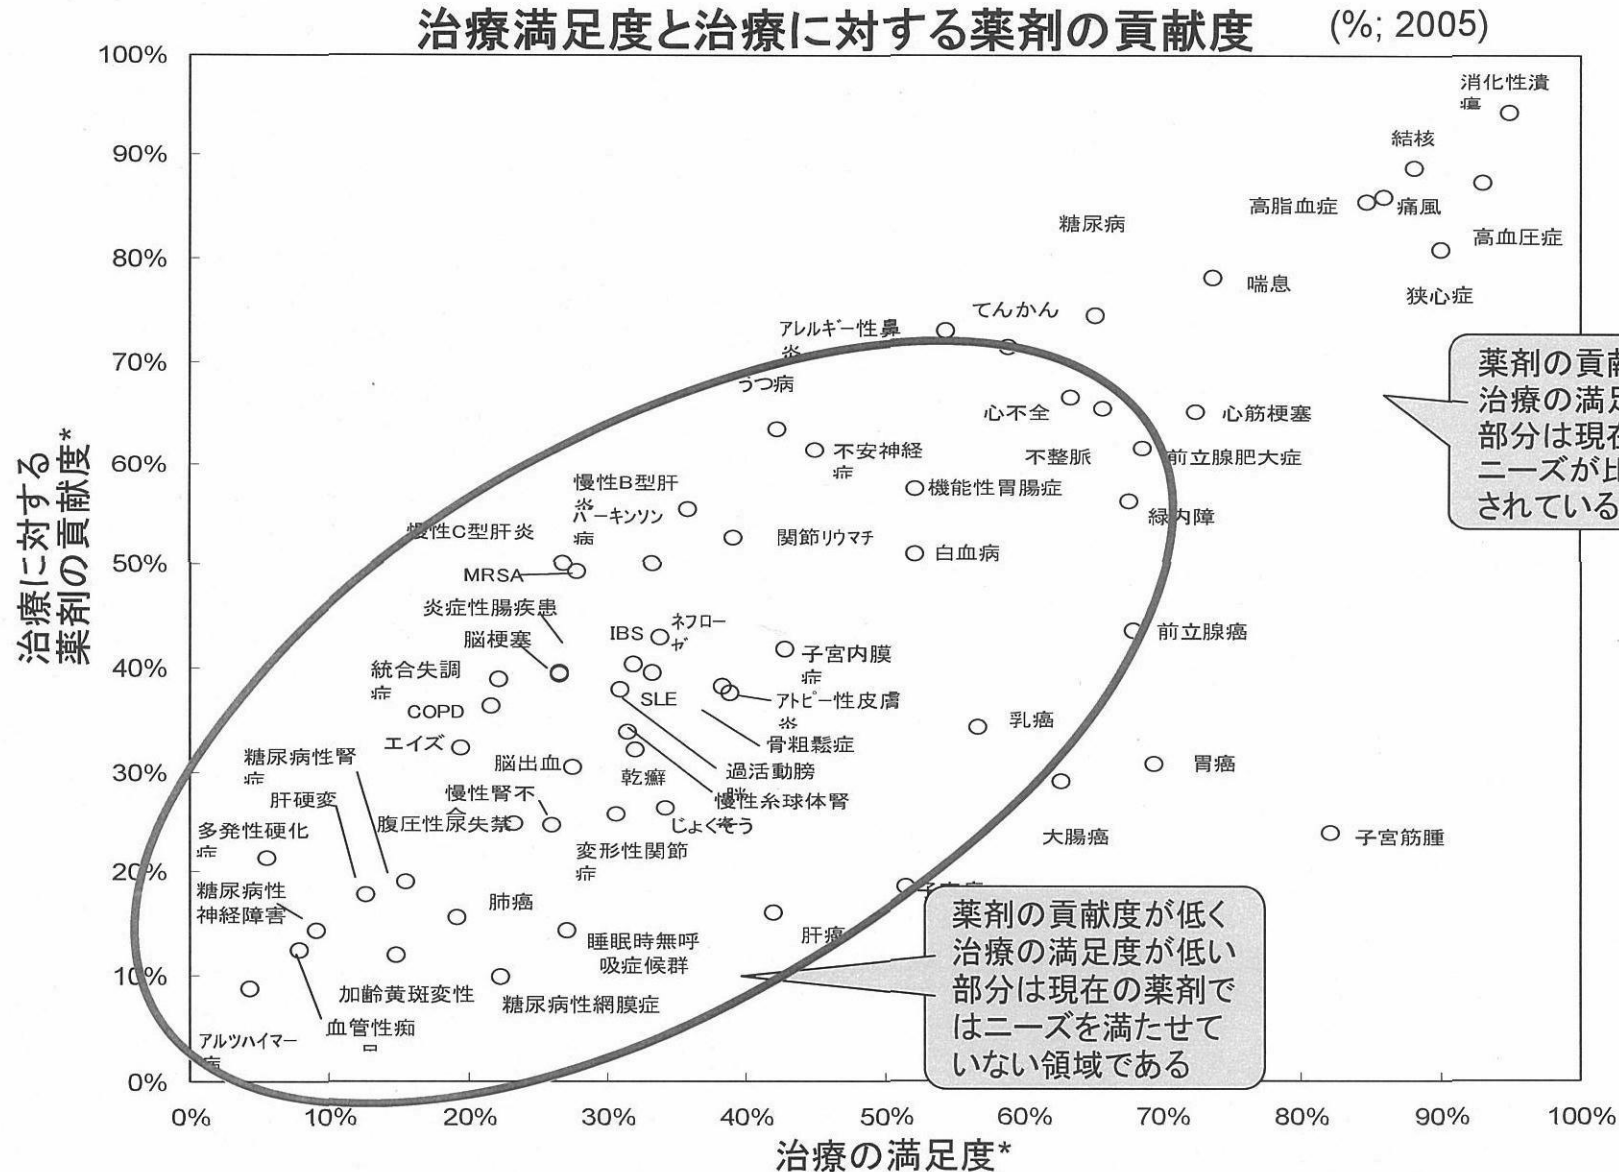 治療満足度と治療に対する薬剤の貢献度 (%; 2005)
100%
90%
80%
70%
60%
50%
40%
30%
20%
10%
0%
治療に対する
薬剤の貢献度*
消化性潰
瘍
結核
高脂血症
痛風
高血圧症
糖尿病
喘息
狭心症
てんかん
アレルギー性鼻
炎
うつ病
心不全
心筋梗塞
不安神経
症
不整脈
前立腺肥大症
慢性B型肝
炎
機能性胃腸症
パーキンソン
病
緑内障
慢性C型肝炎
関節リウマチ
白血病
MRSA
炎症性腸疾患
脳梗塞
IBS
ネフロー
ゼ
前立腺癌
子宮内膜
症
統合失調
症
SLE
アトピー性皮膚
炎
COPD
乳癌
エイズ
骨粗鬆症
糖尿病性腎
症
脳出血
乾癬
過活動膀
胱
胃癌
肝硬変
慢性腎不
全
慢性糸球体腎
炎
多発性硬化
症
腹圧性尿失禁
じょくそう
変形性関節
症
大腸癌
子宮筋腫
糖尿病性
神経障害
肺癌
肝癌
睡眠時無呼
吸症候群
加齢黄斑変性
糖尿病性網膜症
血管性痴
アルツハイマー
病
薬剤の貢献
治療の満足
部分は現在
ニーズが比
されている
薬剤の貢献度が低く
治療の満足度が低い
部分は現在の薬剤で
はニーズを満たせて
いない領域である
0% 10% 20% 30% 40% 50% 60% 70% 80% 90% 100%
治療の満足度*